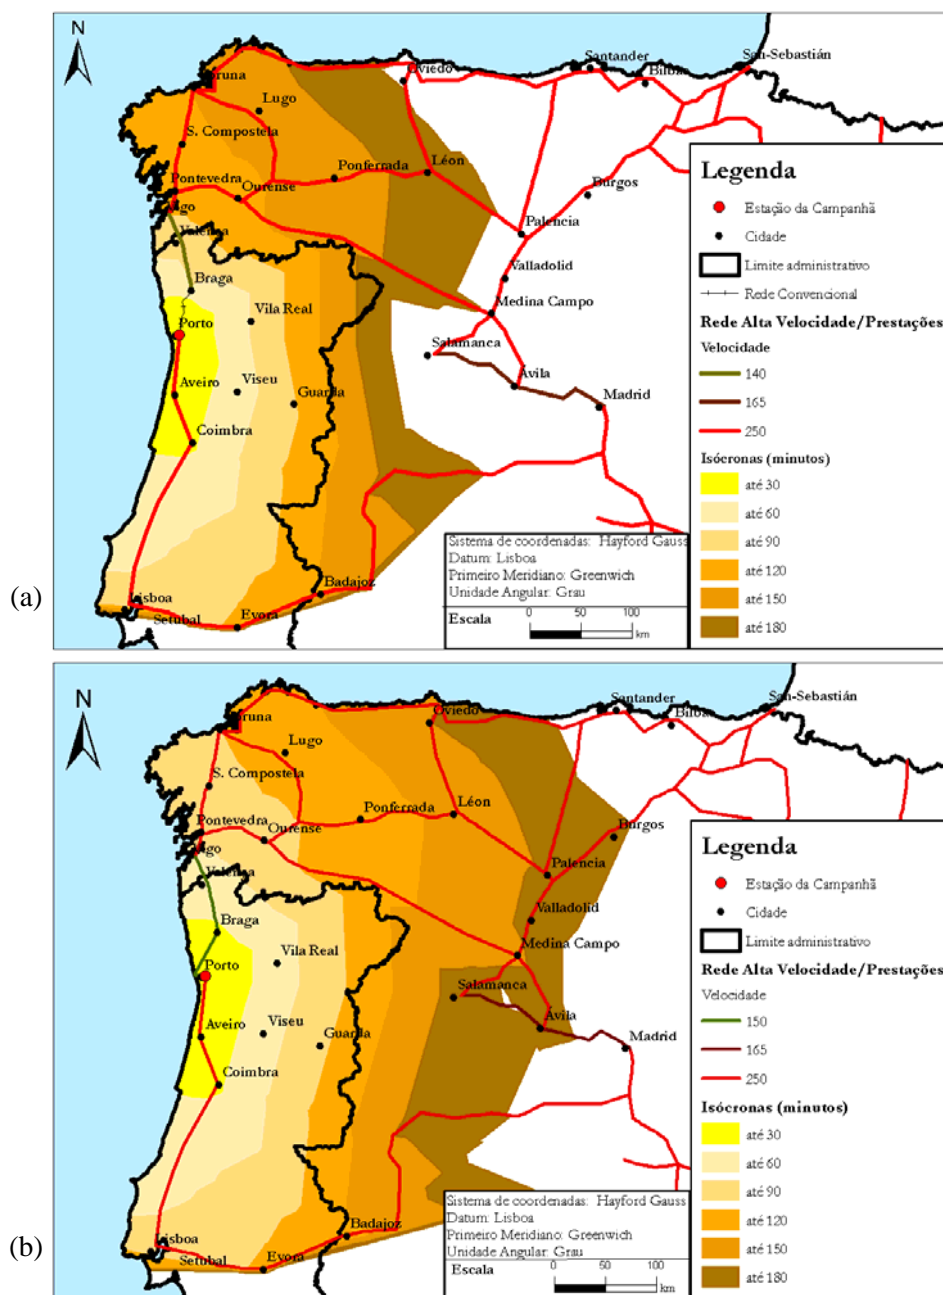 (a)
N
Oviedo
Santander
Bilba
San-Sebastián
Lugo
S. Compostela
Pontevedra
Ourense
Ponferrada
Léon
Burgos
Palencia
Valença
Braga
Valladolid
Medina Campo
Porto
Vila Real
Salamanca
Aveiro
Viseu
Guarda
Avila
Madrid
Coimbra
Lisboa
Setubal
Evora
Badajoz
Legenda
Estação da Campanhã
Cidade
Limite administrativo
Rede Convencional
Rede Alta Velocidade/Prestações
Velocidade
140
165
250
Isócronas (minutos)
até 30
até 60
até 90
até 120
até 150
até 180
Sistema de coordenadas: Hayford Gauss
Datum: Lisboa
Primeiro Meridiano: Greenwich
Unidade Angular: Grau
Escala
0 50 100
km
(b)
N
Oviedo
Santander
Bilba
San-Sebastián
Lugo
S. Compostela
Pontevedra
Ourense
Ponferrada
Léon
Burgos
Palencia
Valença
Braga
Valladolid
Medina Campo
Porto
Vila Real
Salamanca
Aveiro
Viseu
Guarda
Ávila
Madrid
Coimbra
Lisboa
Setubal
Evora
Badajoz
Legenda
Estação da Campanhã
Cidade
Limite administrativo
Rede Alta Velocidade/Prestações
Velocidade
150
165
250
Isócronas (minutos)
até 30
até 60
até 90
até 120
até 150
até 180
Sistema de coordenadas: Hayford Gauss
Datum: Lisboa
Primeiro Meridiano: Greenwich
Unidade Angular: Grau
Escala
0 50 100
km